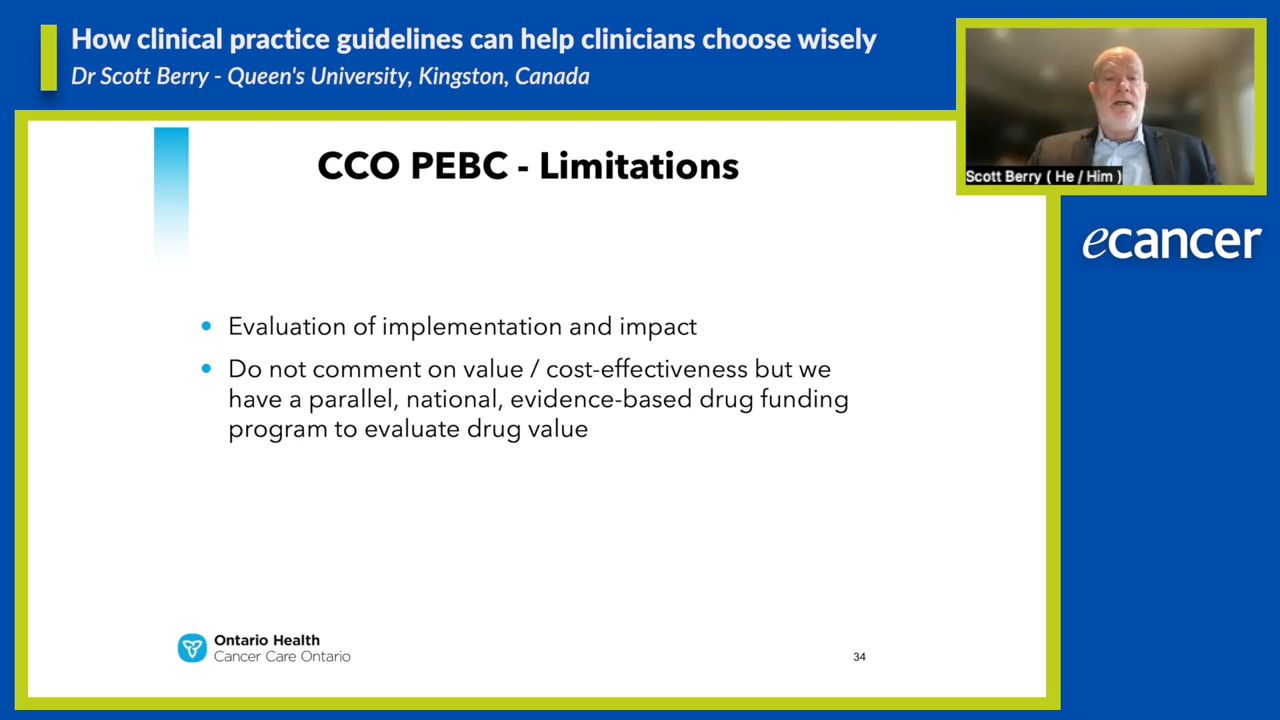 How clinical practice guidelines can help clinicians choose wisely
Dr Scott Berry - Queen's University, Kingston, Canada
Scott Berry ( He / Him )
ecancer
CCO PEBC - Limitations
• Evaluation of implementation and impact
• Do not comment on value / cost-effectiveness but we
have a parallel, national, evidence-based drug funding
program to evaluate drug value
Ontario Health
Cancer Care Ontario
34